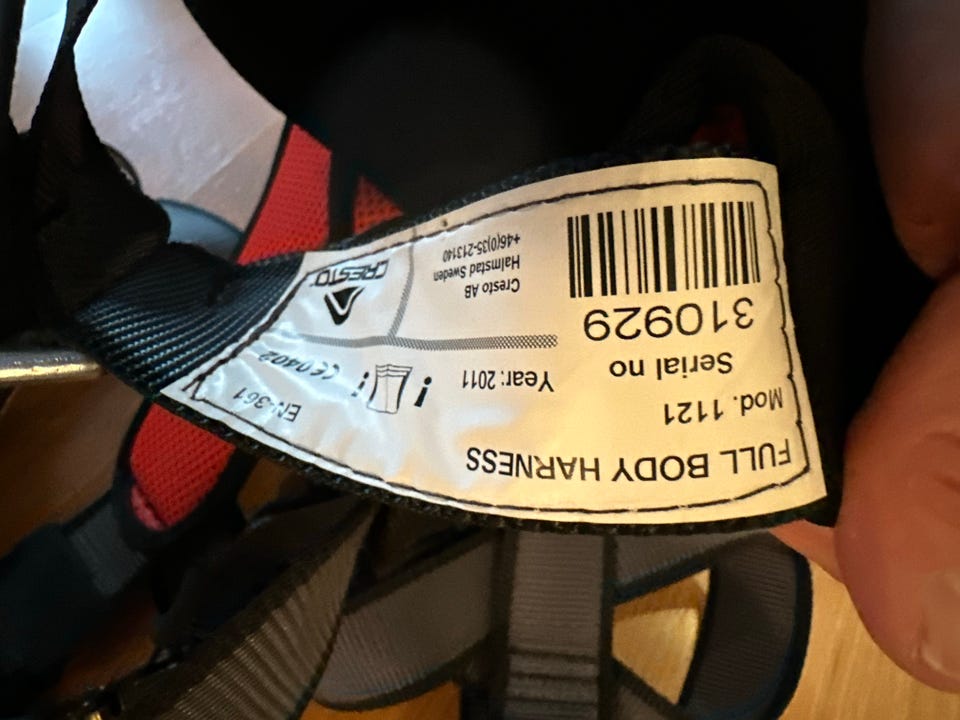 FULL BODY HARNESS
Mod. 1121
Serial no
310929
Year: 2011
EN-361
CE0402
! !
Cresto AB
Halmstad Sweden
+46(0)35-213140
CRESTO